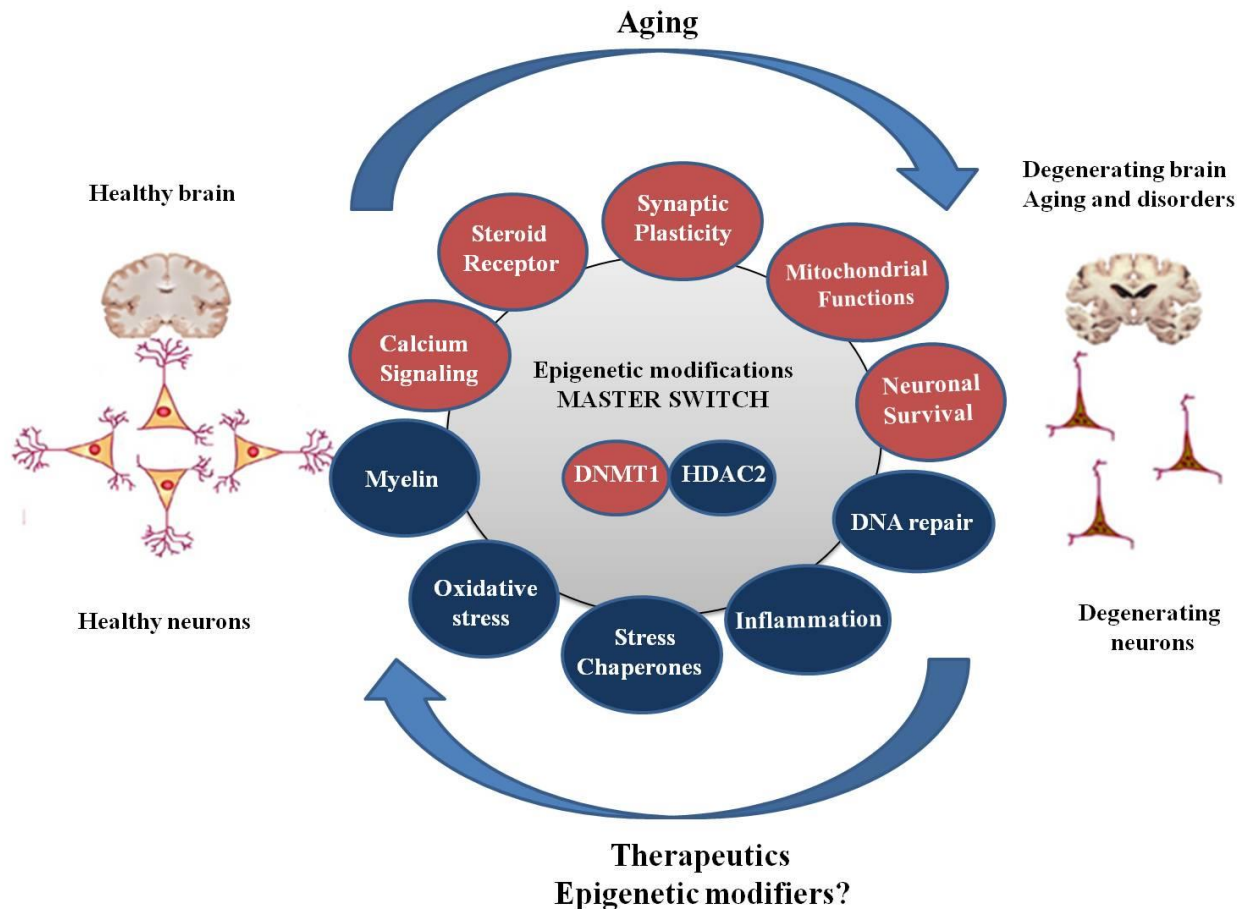 Aging
Healthy brain
Degenerating brain
Aging and disorders
Synaptic
Plasticity
Steroid
Receptor
Mitochondrial
Functions
Calcium
Signaling
Epigenetic modifications
MASTER SWITCH
Neuronal
Survival
DNMT1
HDAC2
Myelin
DNA repair
Oxidative
stress
Inflammation
Stress
Chaperones
Healthy neurons
Degenerating
neurons
Therapeutics
Epigenetic modifiers?